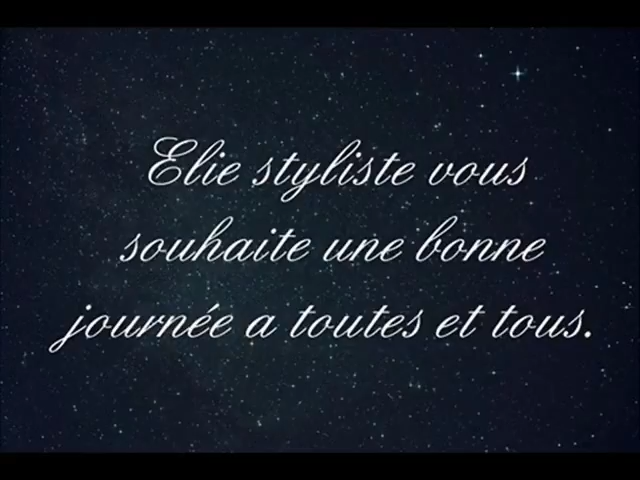 Elie styliste vous
souhaite une bonne
journée a toutes et tous.